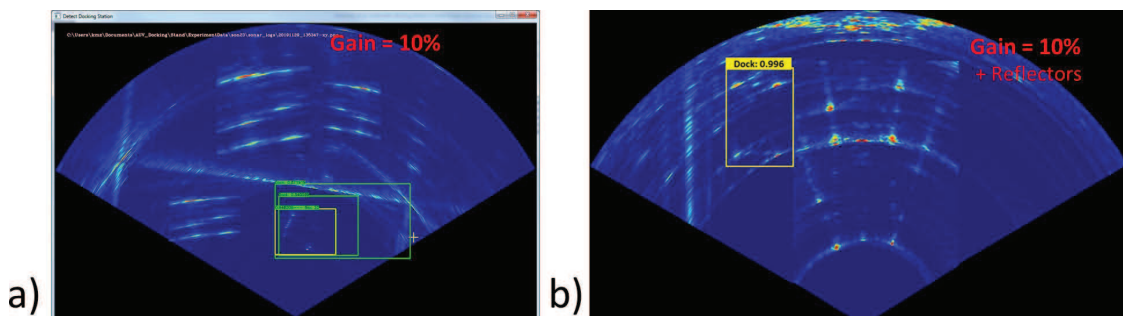 Detect Docking Station
Gain = 10%
Gain = 10%
+ Reflectors
Dock: 0.996
a)
b)